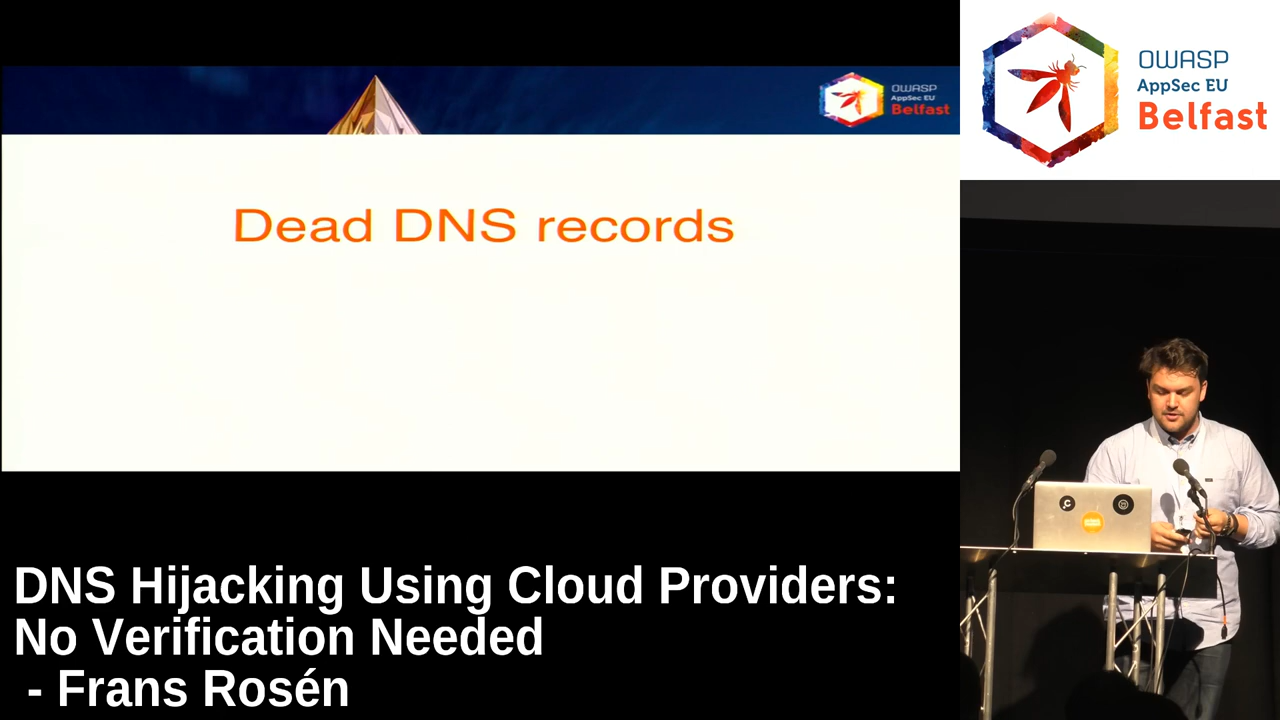 OWASP
AppSec EU
Belfast
Dead DNS records
OWASP
AppSec EU
Belfast
DNS Hijacking Using Cloud Providers:
No Verification Needed
- Frans Rosén